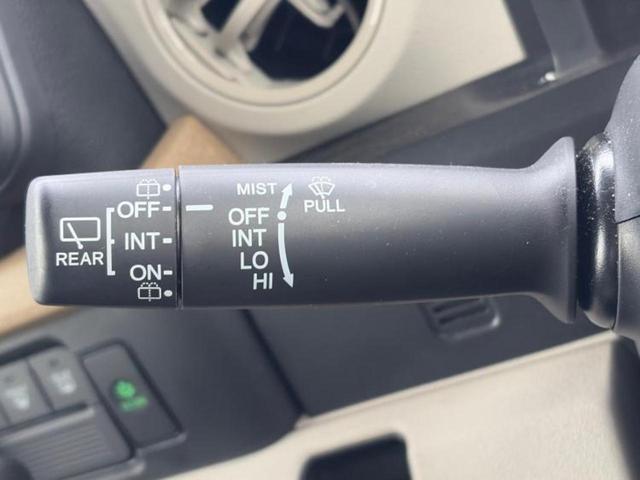 MIST
PULL
OFF
OFF
INT
INT
REAR
LO
ON
HI